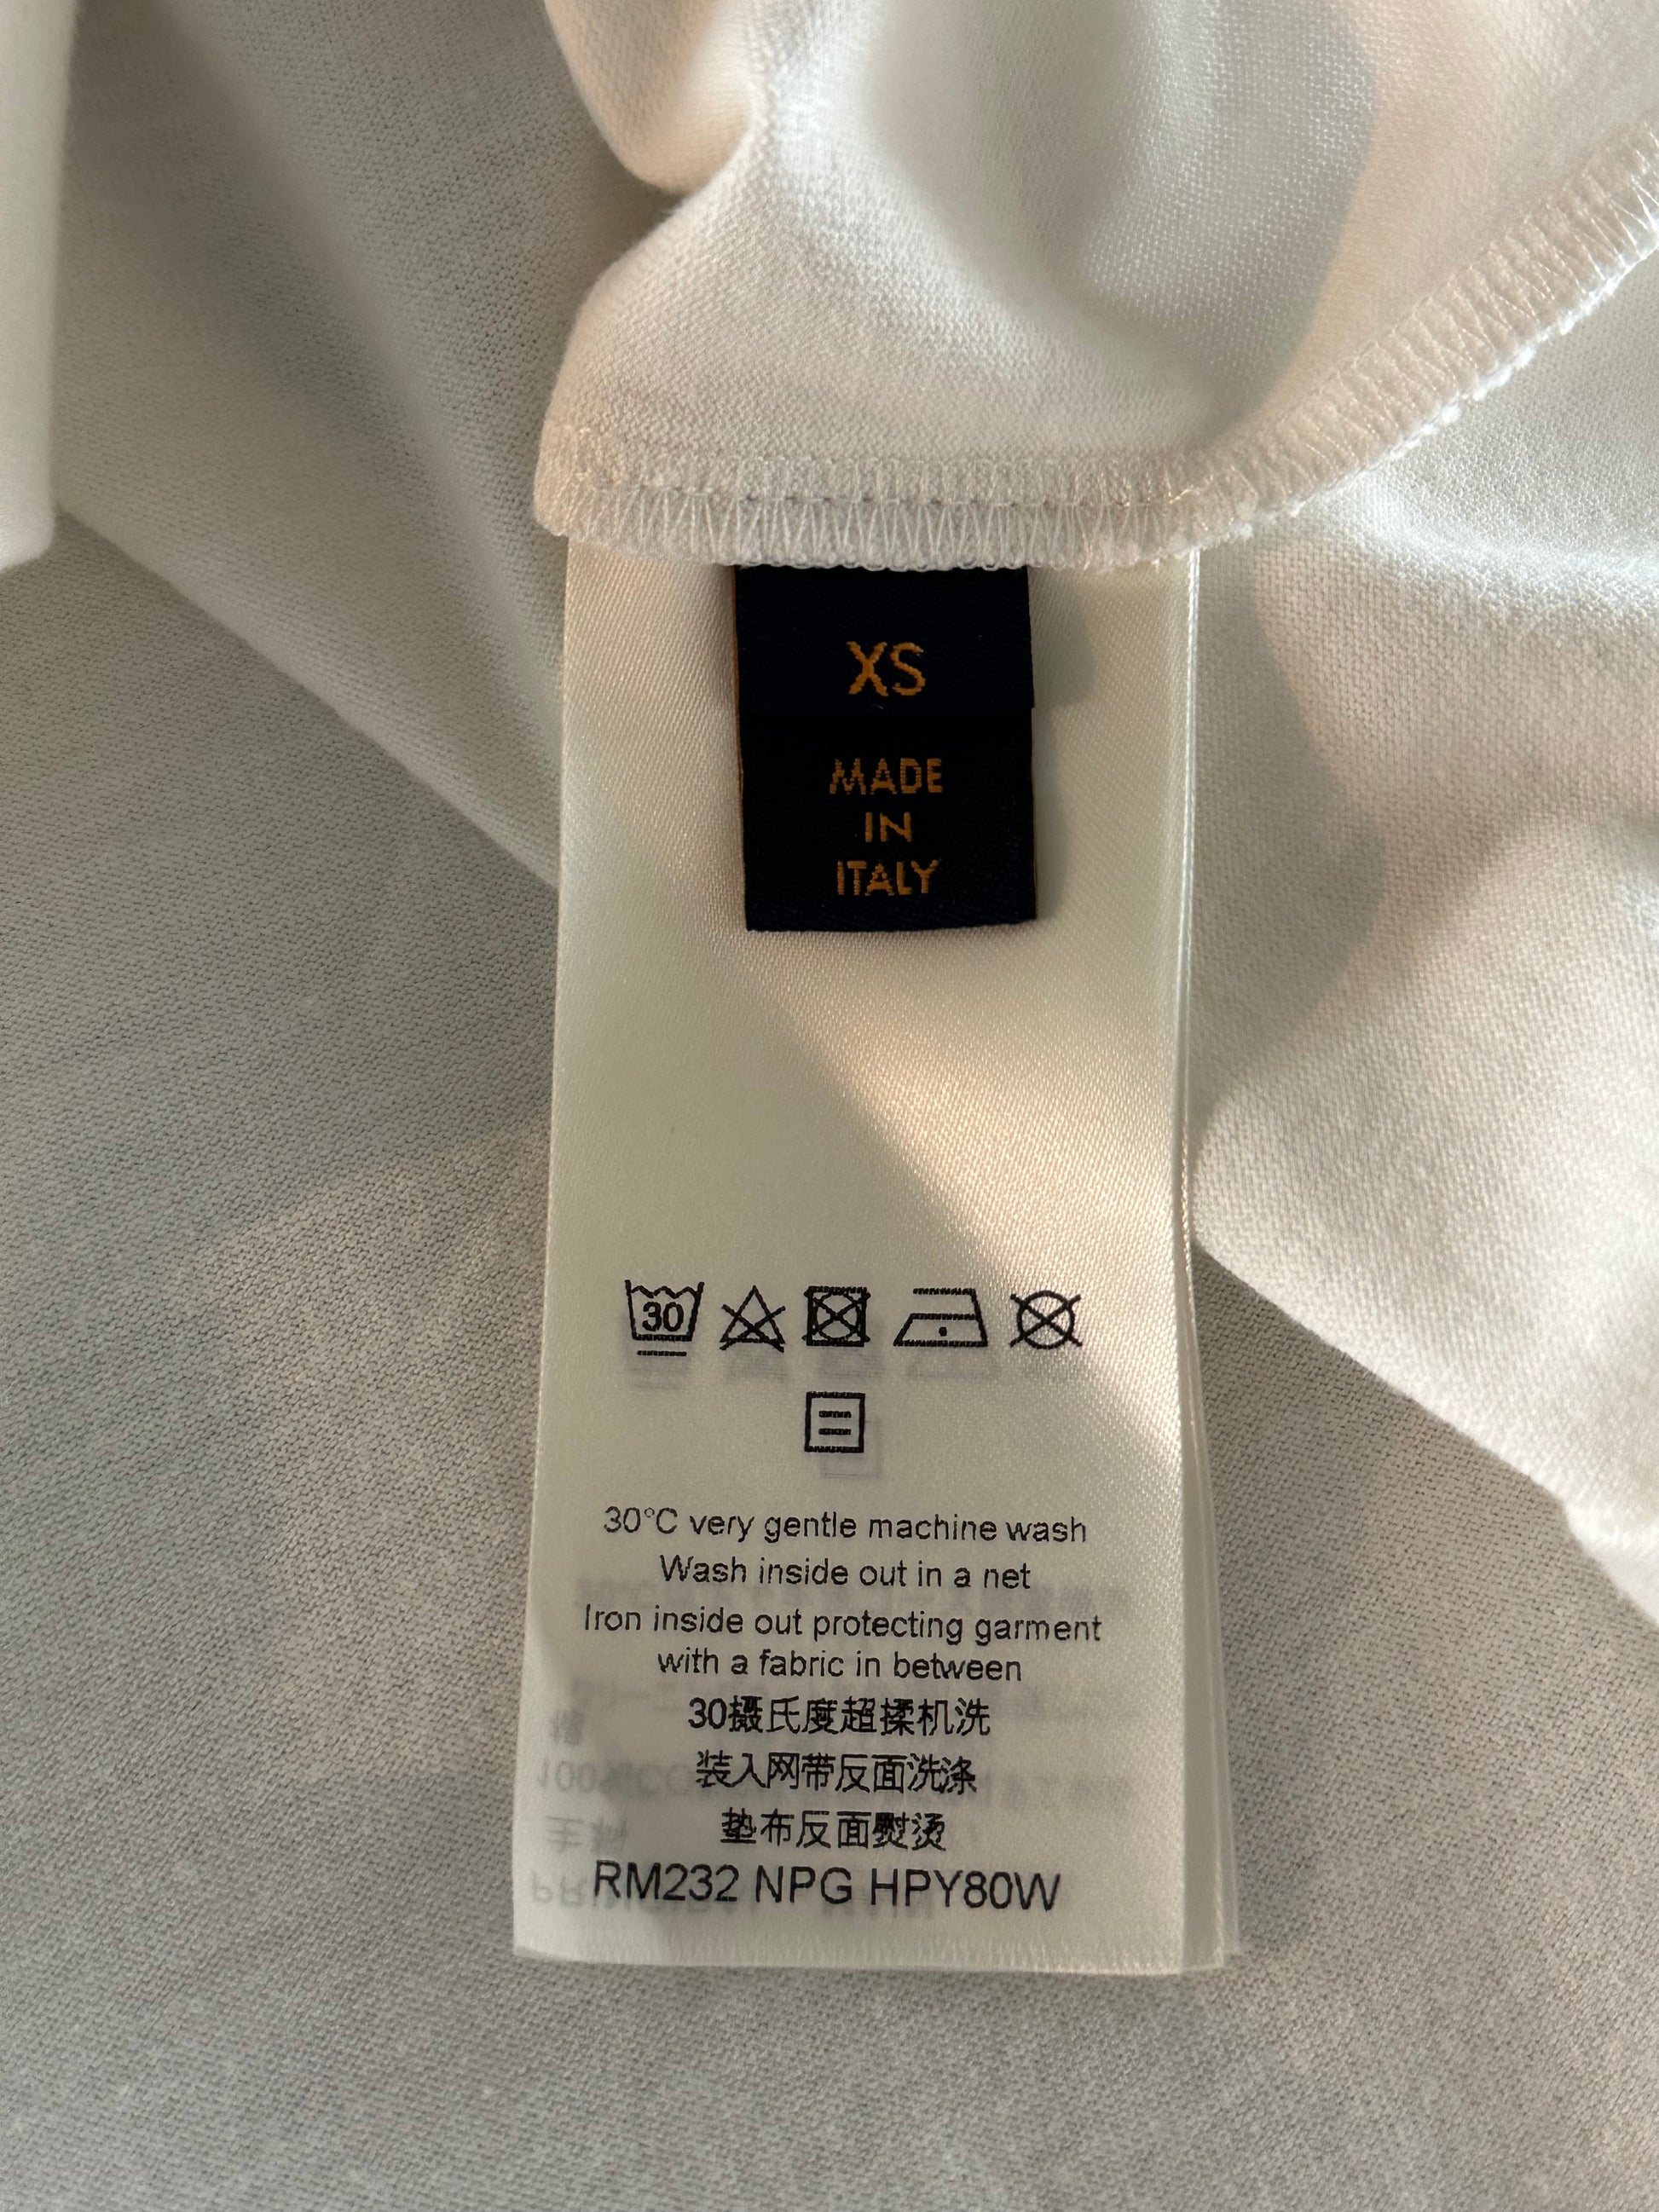 XS
MADE
IN
ITALY
30
30°C very gentle machine wash
Wash inside out in a net
Iron inside out protecting garment
with a fabric in between
30摄氏度超揉机洗
装入网带反面洗涤
垫布反面熨烫
RM232 NPG HPY80W